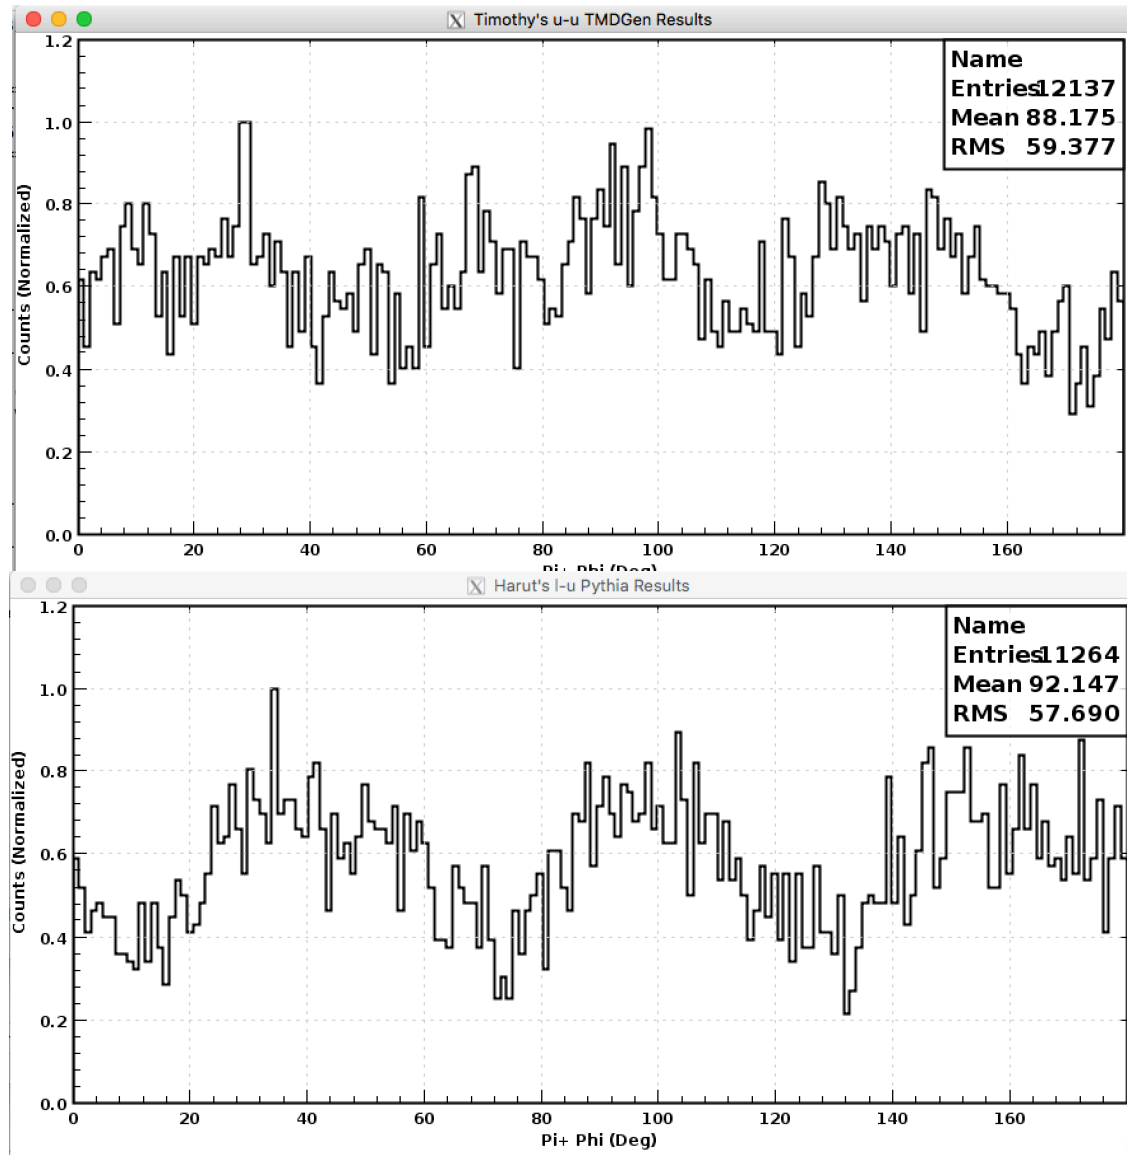 Timothy's u-u TMDGen Results
1.2
1.0
0.8
0.6
0.4
0.2
0.0
Counts (Normalized)
Name
Entries 12137
Mean 88.175
RMS 59.377
0 20 40 60 80 100 120 140 160
Pi+ Phi (Deg)
Harut's l-u Pythia Results
1.2
1.0
0.8
0.6
0.4
0.2
0.0
Counts (Normalized)
Name
Entries 11264
Mean 92.147
RMS 57.690
0 20 40 60 80 100 120 140 160
Pi+ Phi (Deg)